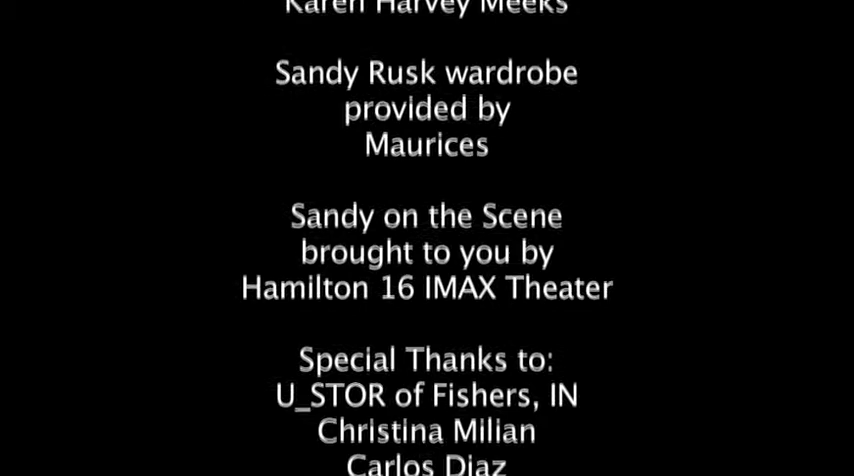 Karen Harvey Meeks
Sandy Rusk wardrobe
provided by
Maurices
Sandy on the Scene
brought to you by
Hamilton 16 IMAX Theater
Special Thanks to:
U_STOR of Fishers, IN
Christina Milian
Carlos Diaz